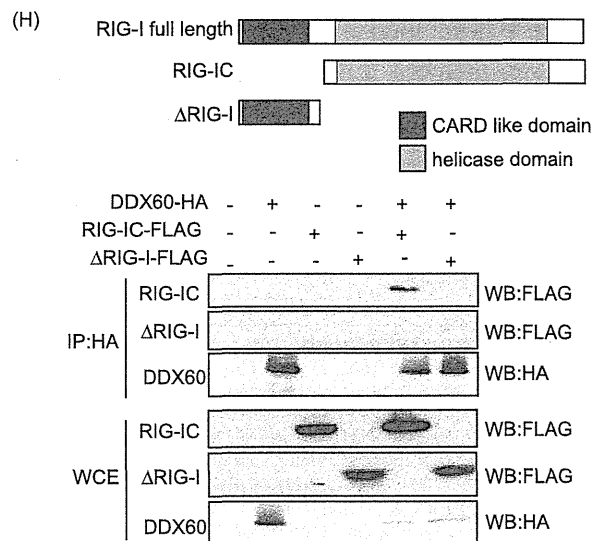 (H)
RIG-I full length
RIG-IC
ΔRIG-I
CARD like domain
helicase domain
DDX60-HA - + - - + +
RIG-IC-FLAG - - + - + -
ΔRIG-I-FLAG - - - + - +
IP:HA
RIG-IC WB:FLAG
ΔRIG-I WB:FLAG
DDX60 WB:HA
WCE
RIG-IC WB:FLAG
ΔRIG-I WB:FLAG
DDX60 WB:HA